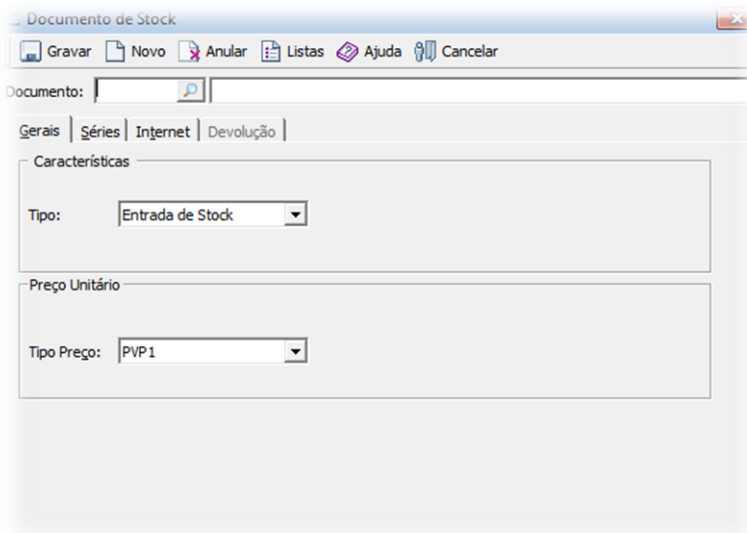 Documento de Stock
Gravar Novo Anular Listas Ajuda Cancelar
Documento:
Gerais Séries Internet Devolução
Características
Tipo: Entrada de Stock
Preço Unitário
Tipo Preço: PVP1